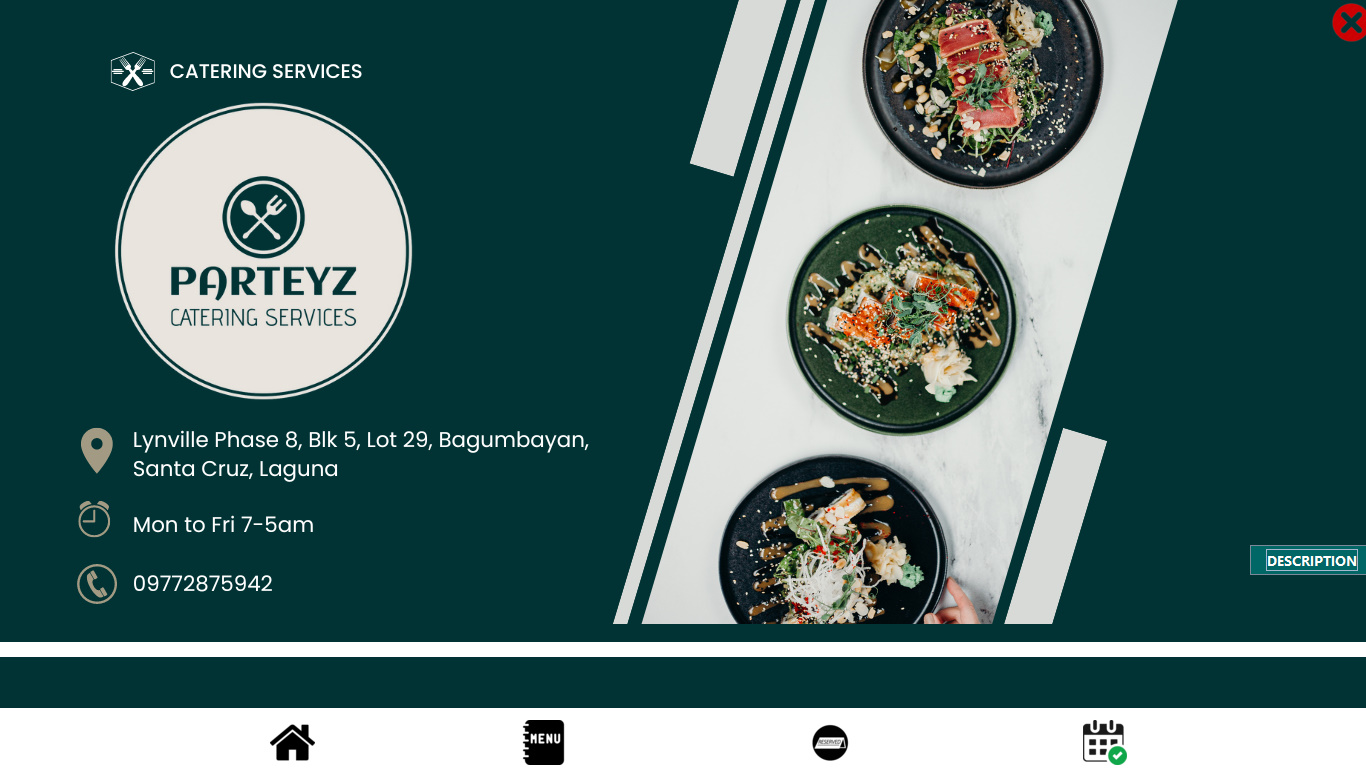 CATERING SERVICES
PARTEYZ
CATERING SERVICES
Lynville Phase 8, Blk 5, Lot 29, Bagumbayan,
Santa Cruz, Laguna
Mon to Fri 7-5am
09772875942
DESCRIPTION
MENU
RESERVED